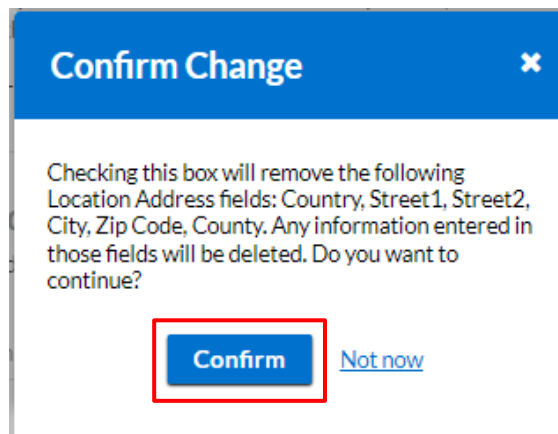 Confirm Change
Checking this box will remove the following
Location Address fields: Country, Street1, Street2,
City, Zip Code, County. Any information entered in
those fields will be deleted. Do you want to
continue?
Confirm Not now